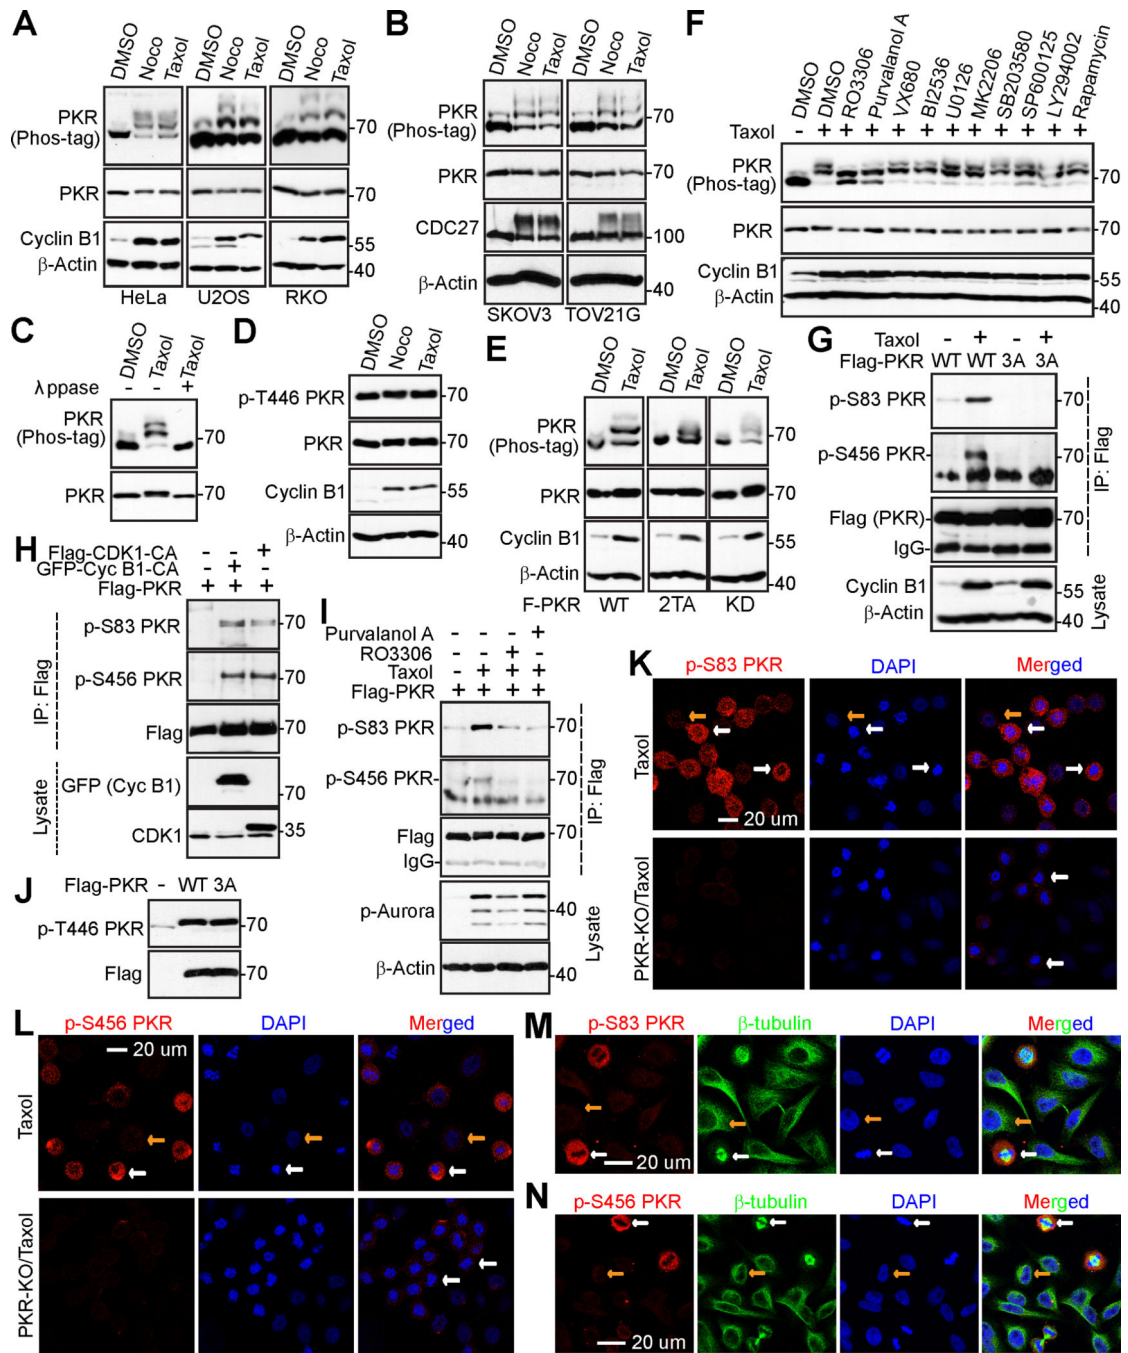 A
DMSO
Noco
Taxol
DMSO
Noco
Taxol
DMSO
Noco
Taxol
PKR
(Phos-tag)
70
PKR
70
Cyclin B1
55
β-Actin
40
HeLa U2OS RKO
B
DMSO
Noco
Taxol
DMSO
Noco
Taxol
PKR
(Phos-tag)
70
PKR
70
CDC27
100
β-Actin
40
SKOV3 TOV21G
F
DMSO
DMSO
RO3306
Purvalanol A
VX680
BI2536
U0126
MK2206
SB203580
SP600125
LY294002
Rapamycin
Taxol - + + + + + + + + + + +
PKR
(Phos-tag)
70
PKR
70
Cyclin B1
55
β-Actin
40
C
DMSO
Taxol
Taxol
λ ppase - - +
PKR
(Phos-tag)
70
PKR
70
D
DMSO
Noco
Taxol
p-T446 PKR
70
PKR
70
Cyclin B1
55
β-Actin
40
E
DMSO
Taxol
DMSO
Taxol
DMSO
Taxol
PKR
(Phos-tag)
70
PKR
70
Cyclin B1
55
β-Actin
40
F-PKR WT 2TA KD
G
Taxol - + - +
Flag-PKR WT WT 3A 3A
p-S83 PKR
70
p-S456 PKR
70
Flag (PKR)
70
IgG
IP: Flag
Cyclin B1
55
β-Actin
40
Lysate
H
Flag-CDK1-CA - - +
GFP-Cyc B1-CA - + -
Flag-PKR + + +
p-S83 PKR
70
p-S456 PKR
70
Flag
70
IP: Flag
GFP (Cyc B1)
70
CDK1
35
Lysate
I
Purvalanol A - - - +
RO3306 - - + -
Taxol - + + +
Flag-PKR + + + +
p-S83 PKR
70
p-S456 PKR
Flag
70
IgG
IP: Flag
p-Aurora
40
β-Actin
40
Lysate
J
Flag-PKR - WT 3A
p-T446 PKR
70
Flag
70
K
p-S83 PKR DAPI Merged
Taxol
20 um
PKR-KO/Taxol
L
p-S456 PKR DAPI Merged
20 um
Taxol
PKR-KO/Taxol
M
p-S83 PKR β-tubulin DAPI Merged
20 um
N
p-S456 PKR β-tubulin DAPI Merged
20 um